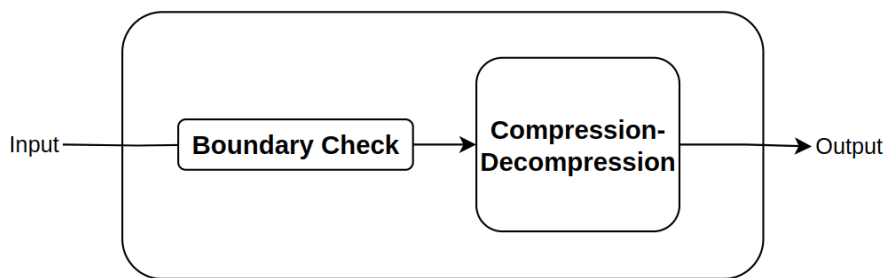 Input
Boundary Check
Compression-
Decompression
Output